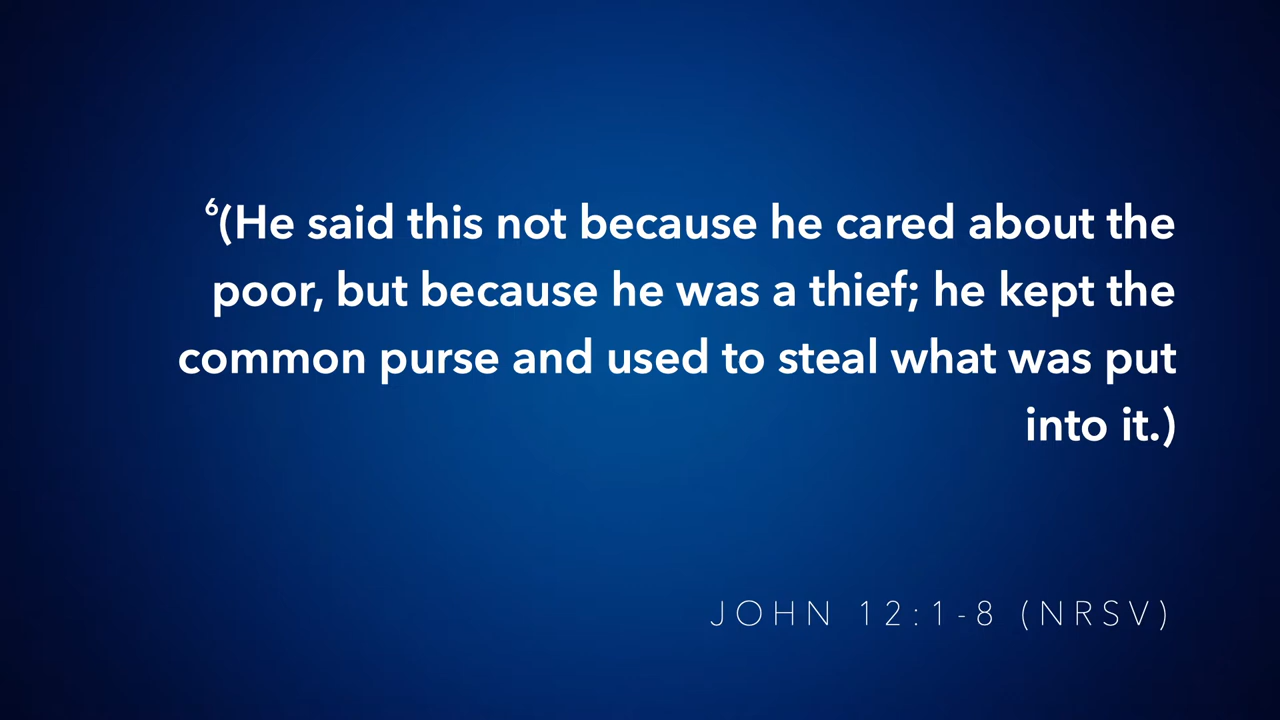 ⁶(He said this not because he cared about the
poor, but because he was a thief; he kept the
common purse and used to steal what was put
into it.)
JOHN 12:1-8 (NRSV)